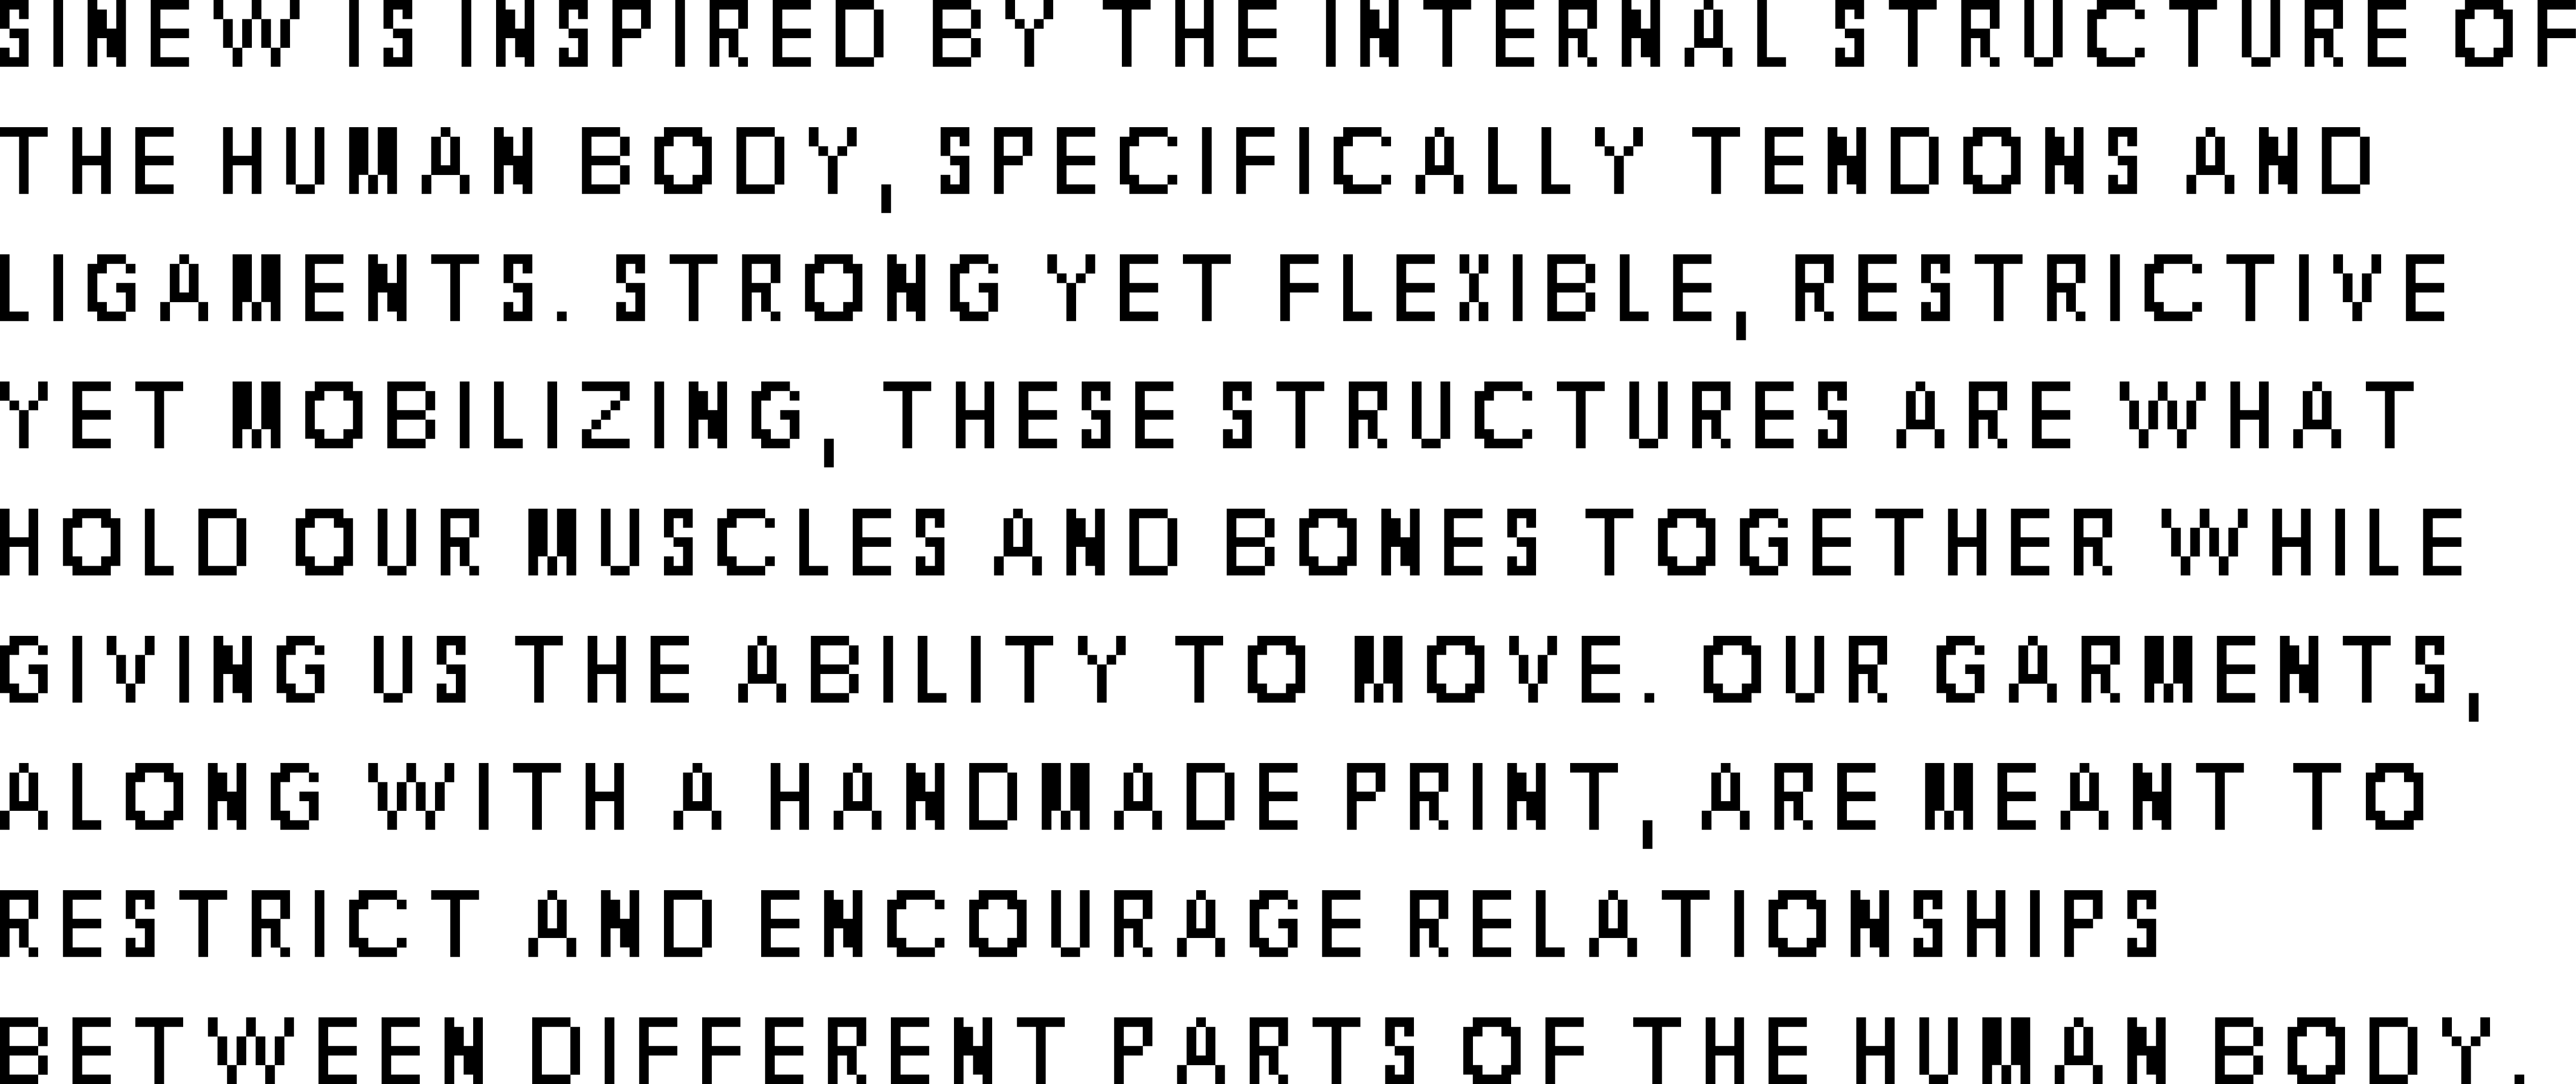 SINEW IS INSPIRED BY THE INTERNAL STRUCTURE OF
THE HUMAN BODY, SPECIFICALLY TENDONS AND
LIGAMENTS. STRONG YET FLEXIBLE, RESTRICTIVE
YET MOBILIZING, THESE STRUCTURES ARE WHAT
HOLD OUR MUSCLES AND BONES TOGETHER WHILE
GIVING US THE ABILITY TO MOVE. OUR GARMENTS,
ALONG WITH A HANDMADE PRINT, ARE MEANT TO
RESTRICT AND ENCOURAGE RELATIONSHIPS
BETWEEN DIFFERENT PARTS OF THE HUMAN BODY.